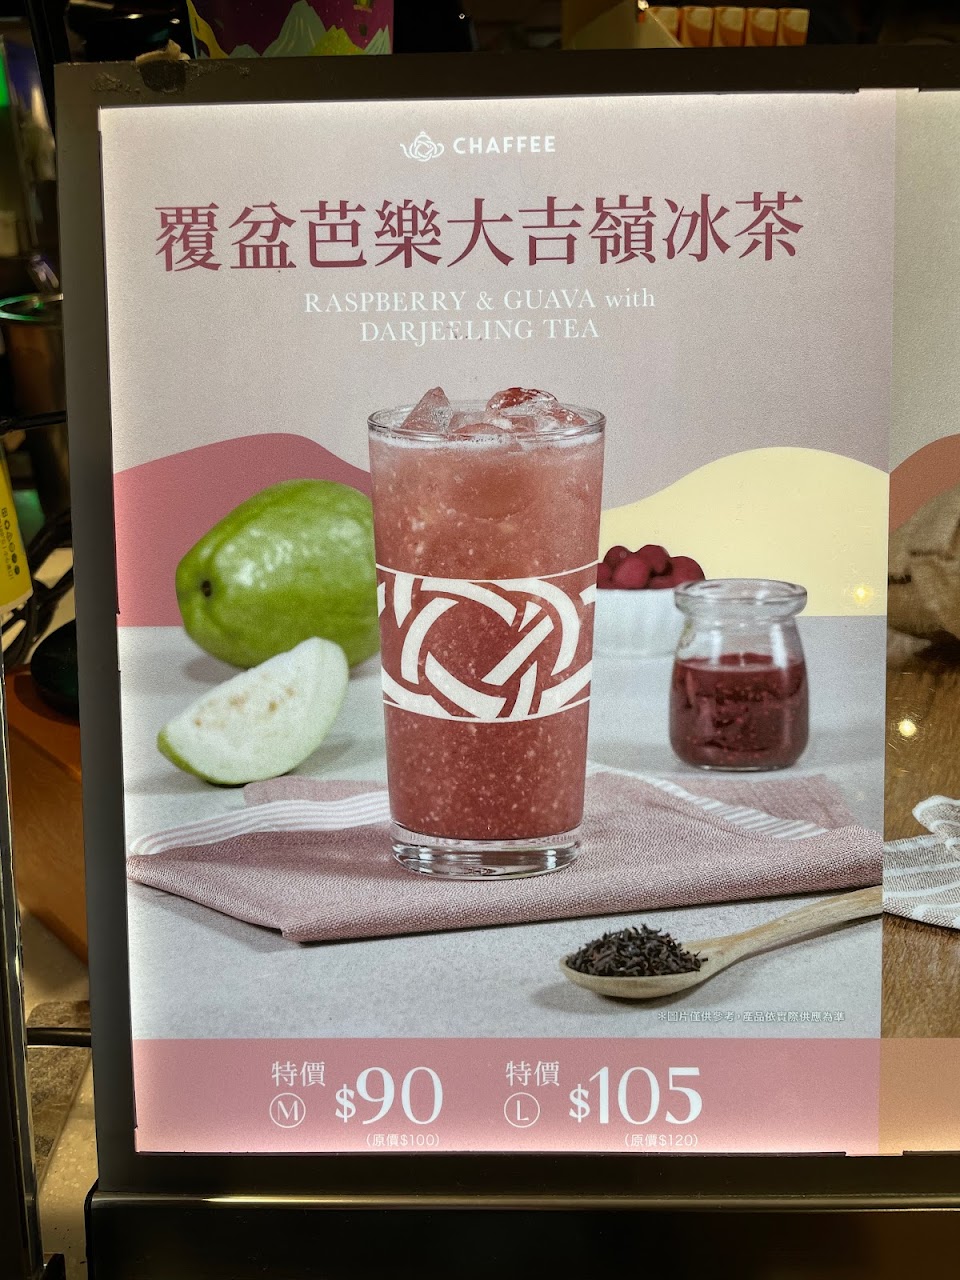 CHAFFEE
覆盆芭樂大吉嶺冰茶
RASPBERRY & GUAVA with
DARJEELING TEA
※圖片僅供參考，產品依實際供應為準
特價 Ⓜ $90
(原價$100)
特價 Ⓛ $105
(原價$120)